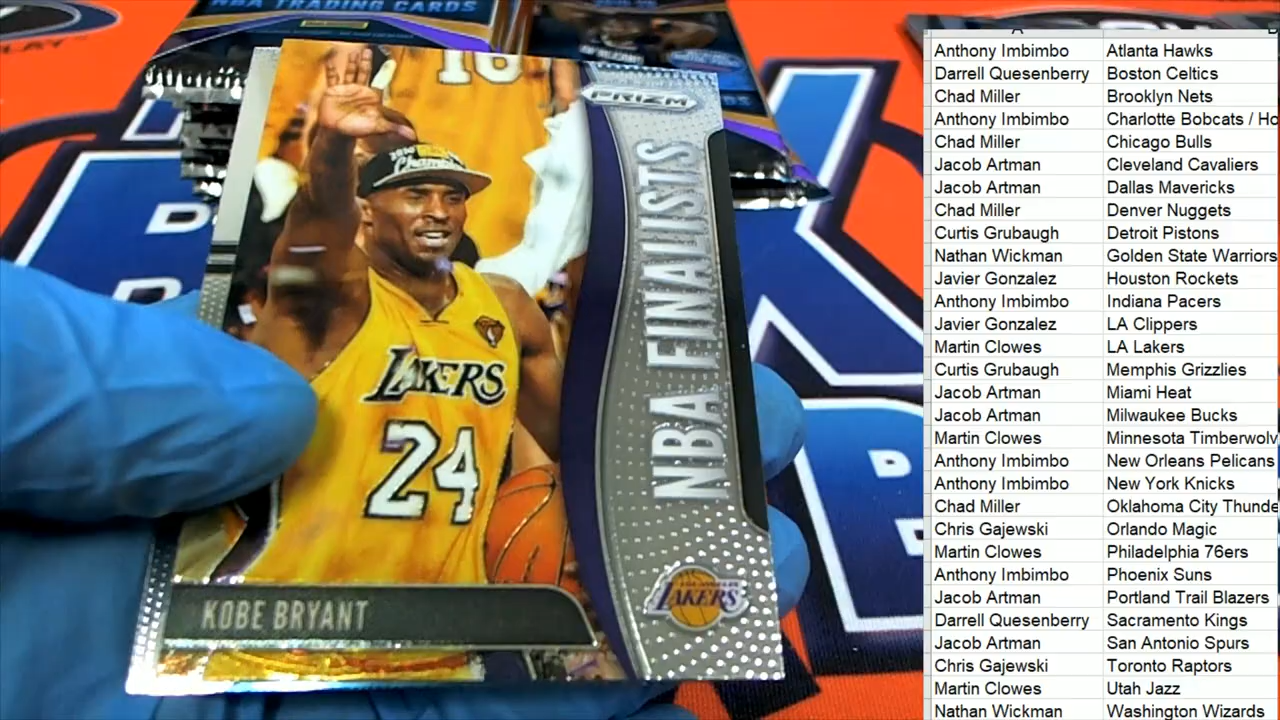 NBA TRADING CARDS
PRIZM
NBA FINALISTS
LAKERS
24
LOS ANGELES
LAKERS
KOBE BRYANT
Anthony Imbimbo Atlanta Hawks
Darrell Quesenberry Boston Celtics
Chad Miller Brooklyn Nets
Anthony Imbimbo Charlotte Bobcats / Ho
Chad Miller Chicago Bulls
Jacob Artman Cleveland Cavaliers
Jacob Artman Dallas Mavericks
Chad Miller Denver Nuggets
Curtis Grubaugh Detroit Pistons
Nathan Wickman Golden State Warriors
Javier Gonzalez Houston Rockets
Anthony Imbimbo Indiana Pacers
Javier Gonzalez LA Clippers
Martin Clowes LA Lakers
Curtis Grubaugh Memphis Grizzlies
Jacob Artman Miami Heat
Jacob Artman Milwaukee Bucks
Martin Clowes Minnesota Timberwolv
Anthony Imbimbo New Orleans Pelicans
Anthony Imbimbo New York Knicks
Chad Miller Oklahoma City Thunde
Chris Gajewski Orlando Magic
Martin Clowes Philadelphia 76ers
Anthony Imbimbo Phoenix Suns
Jacob Artman Portland Trail Blazers
Darrell Quesenberry Sacramento Kings
Jacob Artman San Antonio Spurs
Chris Gajewski Toronto Raptors
Martin Clowes Utah Jazz
Nathan Wickman Washington Wizards